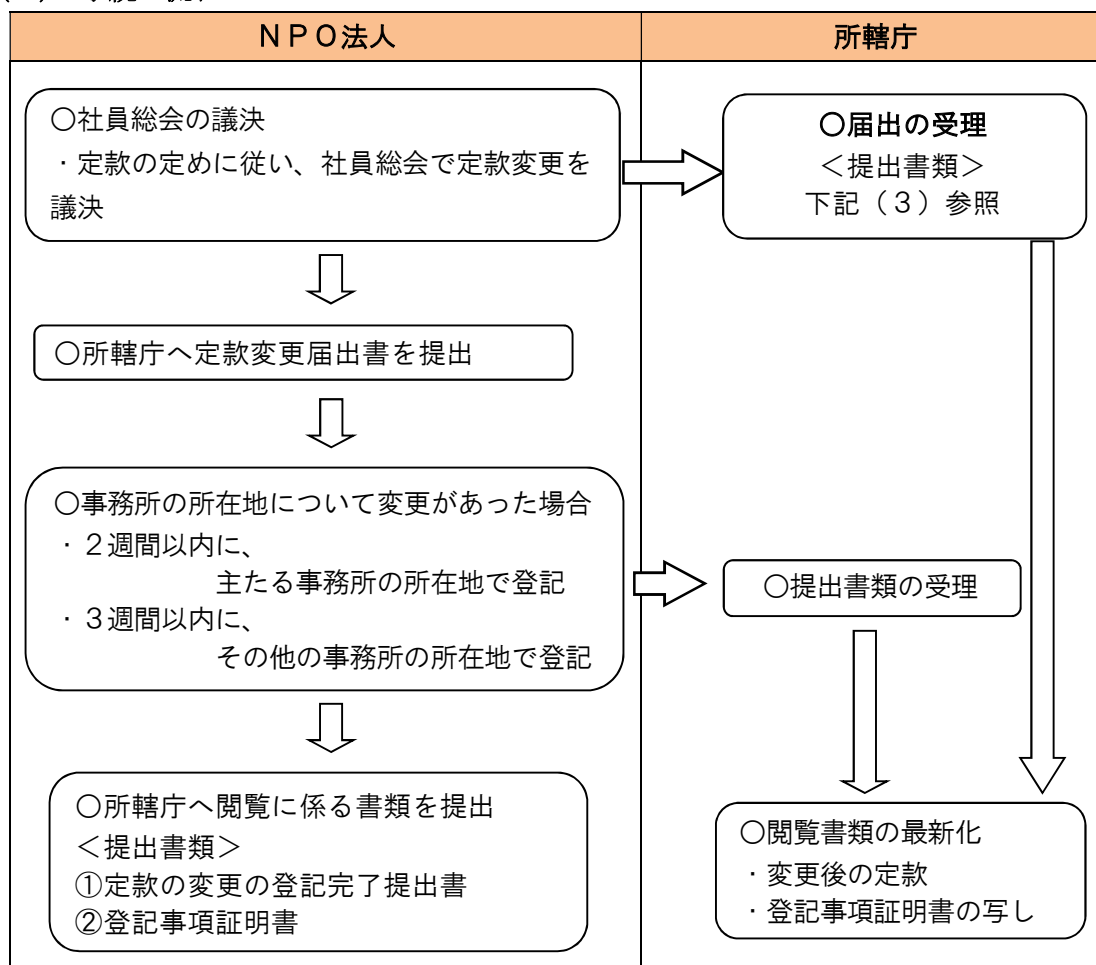 ＮＰＯ法人
所轄庁
○社員総会の議決
・定款の定めに従い、社員総会で定款変更を
議決
○届出の受理
＜提出書類＞
下記（３）参照
○所轄庁へ定款変更届出書を提出
○事務所の所在地について変更があった場合
・２週間以内に、
主たる事務所の所在地で登記
・３週間以内に、
その他の事務所の所在地で登記
○提出書類の受理
○所轄庁へ閲覧に係る書類を提出
＜提出書類＞
①定款の変更の登記完了提出書
②登記事項証明書
○閲覧書類の最新化
・変更後の定款
・登記事項証明書の写し